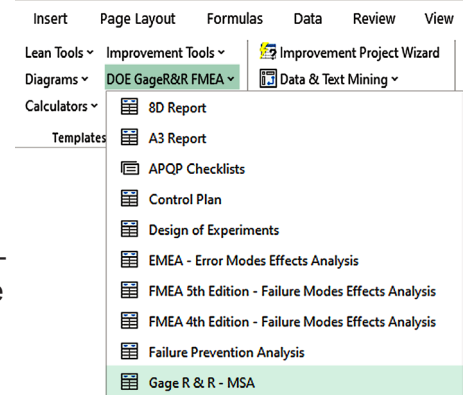 Insert Page Layout Formulas Data Review View
Lean Tools Improvement Tools Improvement Project Wizard
Diagrams DOE GageR&R FMEA Data & Text Mining
Calculators
Templates
8D Report
A3 Report
APQP Checklists
Control Plan
Design of Experiments
EMEA - Error Modes Effects Analysis
FMEA 5th Edition - Failure Modes Effects Analysis
FMEA 4th Edition - Failure Modes Effects Analysis
Failure Prevention Analysis
Gage R & R - MSA